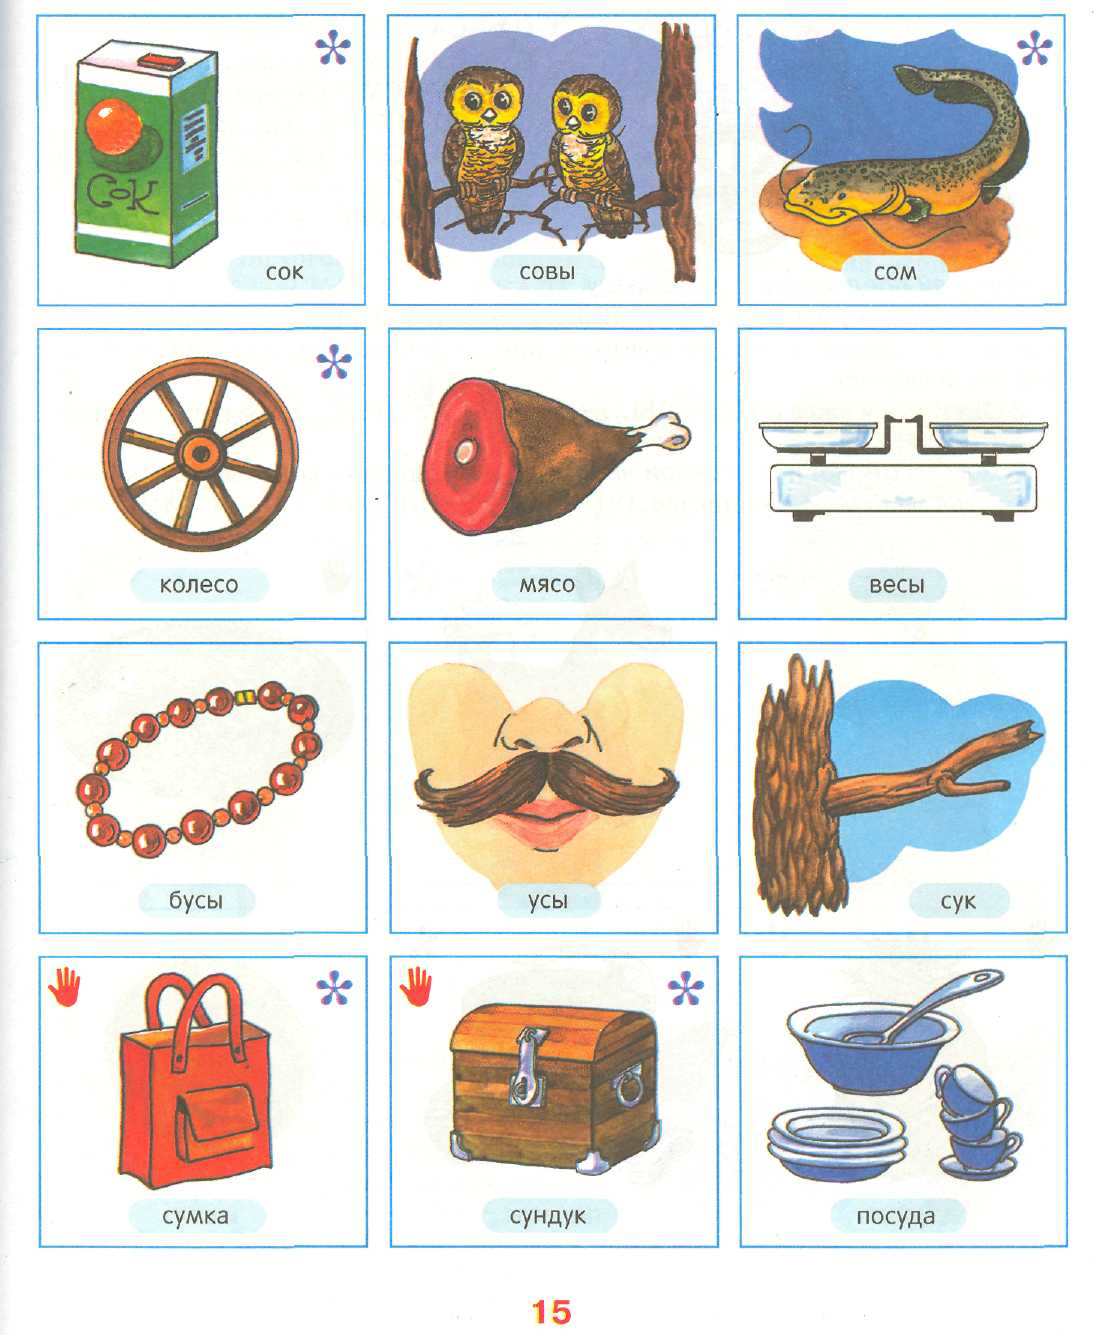 Сок
сок
совы
сом
колесо
мясо
весы
бусы
усы
сук
сумка
сундук
посуда
15